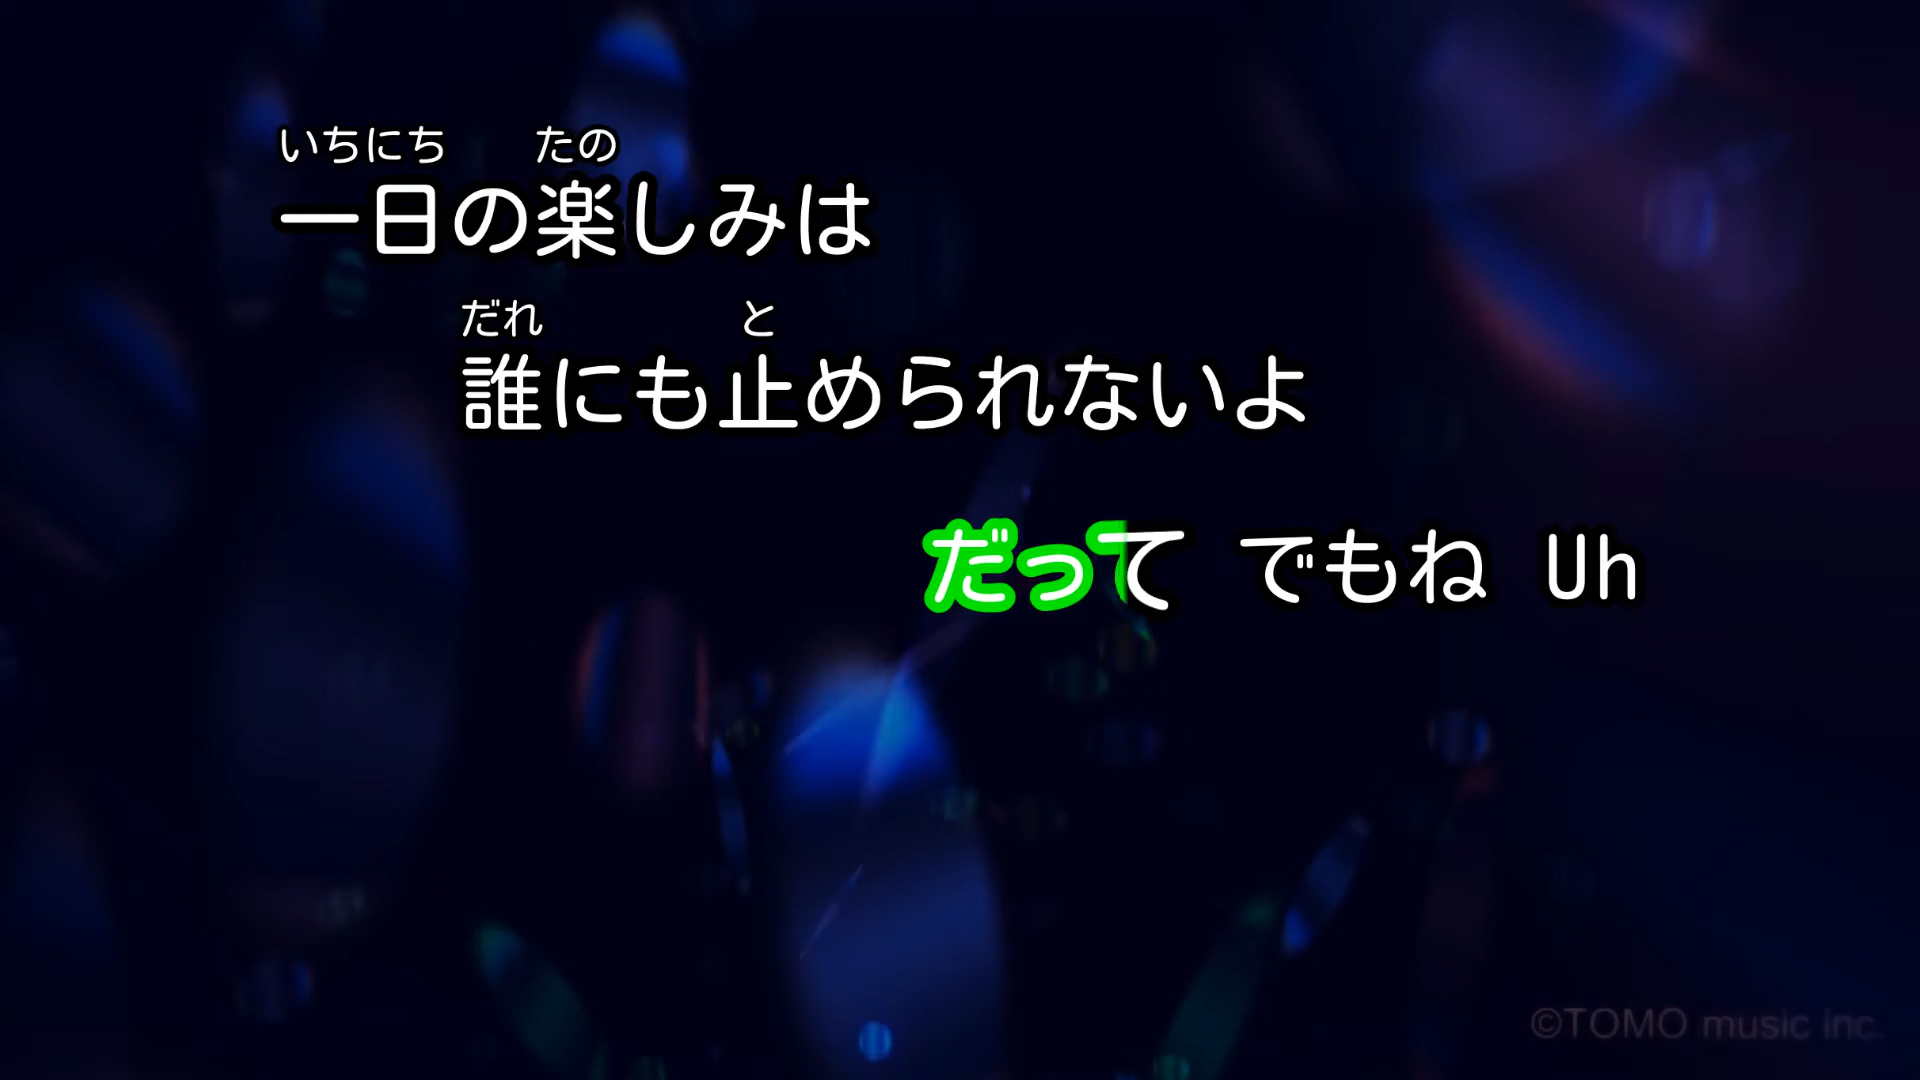 いちにち たの
一日の楽しみは
だれ と
誰にも止められないよ
だって でもね Uh
©TOMO music inc.